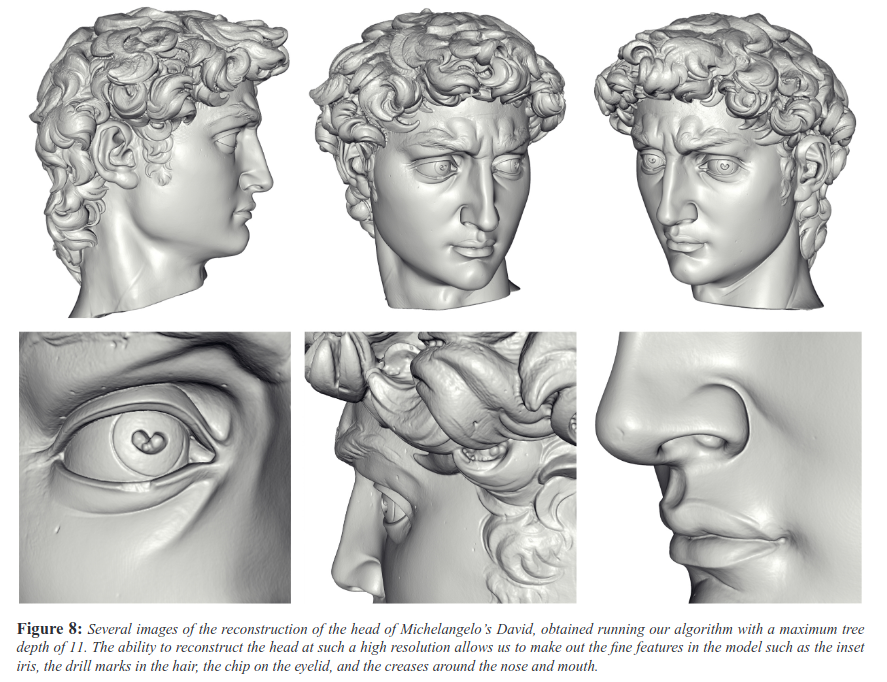 Figure 8: Several images of the reconstruction of the head of Michelangelo's David, obtained running our algorithm with a maximum tree
depth of 11. The ability to reconstruct the head at such a high resolution allows us to make out the fine features in the model such as the inset
iris, the drill marks in the hair, the chip on the eyelid, and the creases around the nose and mouth.